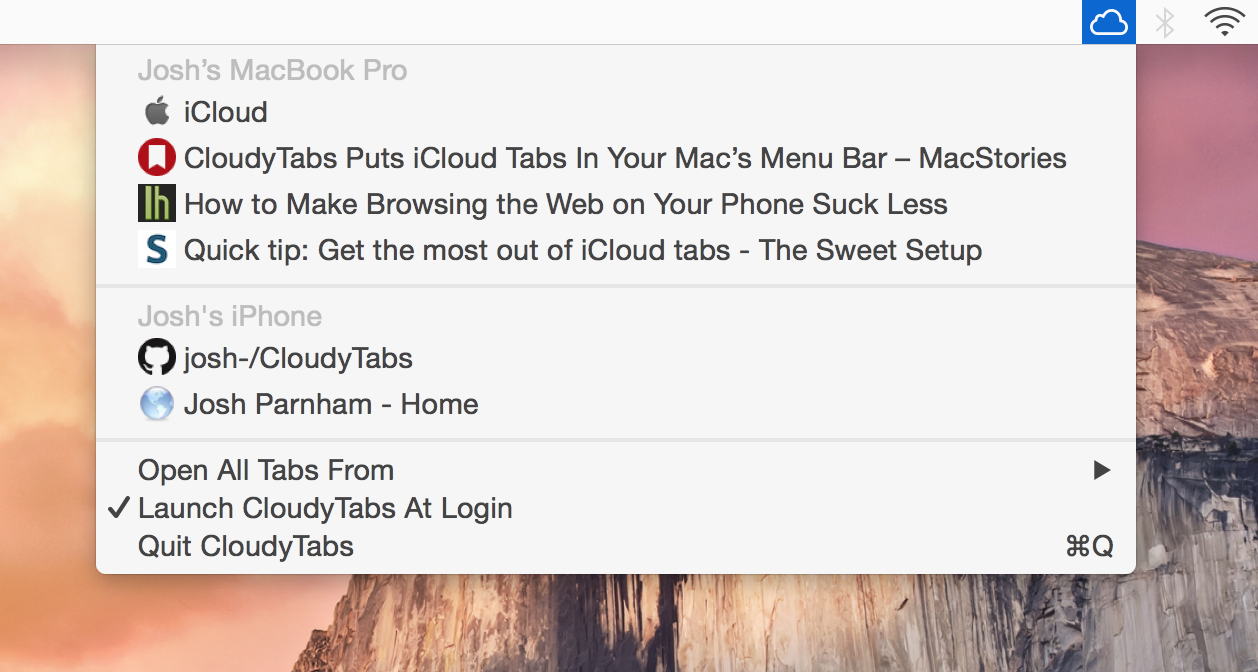 Josh’s MacBook Pro
iCloud
CloudyTabs Puts iCloud Tabs In Your Mac’s Menu Bar – MacStories
lh How to Make Browsing the Web on Your Phone Suck Less
S Quick tip: Get the most out of iCloud tabs - The Sweet Setup
Josh's iPhone
josh-/CloudyTabs
Josh Parnham - Home
Open All Tabs From
✓ Launch CloudyTabs At Login
Quit CloudyTabs ⌘Q